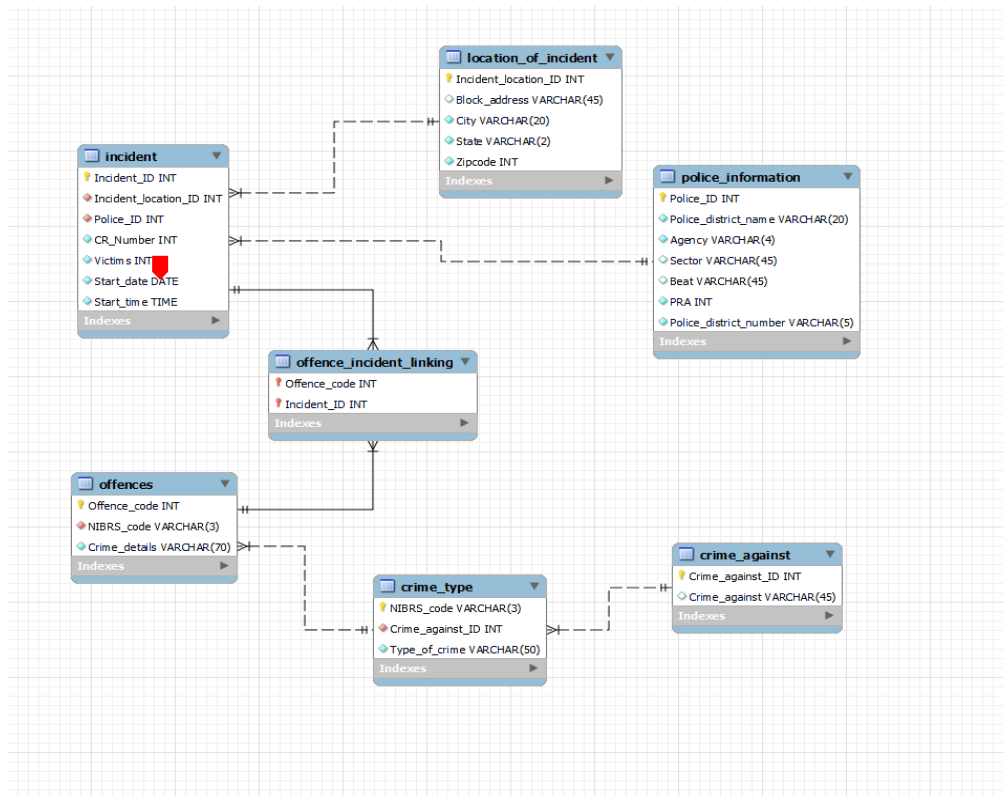 location_of_incident
Incident_location_ID INT
Block_address VARCHAR(45)
City VARCHAR(20)
State VARCHAR(2)
Zipcode INT
Indexes
incident
Incident_ID INT
Incident_location_ID INT
Police_ID INT
CR_Number INT
Victims INT
Start_date DATE
Start_time TIME
Indexes
police_information
Police_ID INT
Police_district_name VARCHAR(20)
Agency VARCHAR(4)
Sector VARCHAR(45)
Beat VARCHAR(45)
PRA INT
Police_district_number VARCHAR(5)
Indexes
offence_incident_linking
Offence_code INT
Incident_ID INT
Indexes
offences
Offence_code INT
NIBRS_code VARCHAR(3)
Crime_details VARCHAR(70)
Indexes
crime_type
NIBRS_code VARCHAR(3)
Crime_against_ID INT
Type_of_crime VARCHAR(50)
Indexes
crime_against
Crime_against_ID INT
Crime_against VARCHAR(45)
Indexes